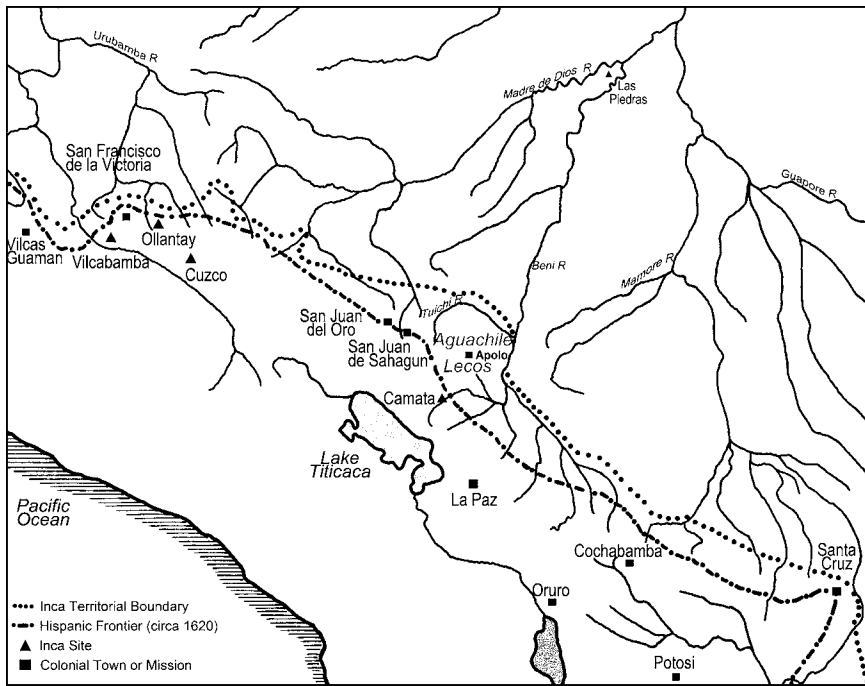 Urubamba R
Madre de Dios R
Las
Piedras
San Francisco
de la Victoria
Guapore R
Vilcas
Guaman
Vilcabamba
Ollantay
Cuzco
Beni R
Mamore R
Tuichi R
San Juan
del Oro
San Juan
de Sahagun
Aguachile
Apolo
Lecos
Camata
Lake
Titicaca
La Paz
Pacific
Ocean
Cochabamba
Santa
Cruz
Oruro
Potosi
Inca Territorial Boundary
Hispanic Frontier (circa 1620)
Inca Site
Colonial Town or Mission